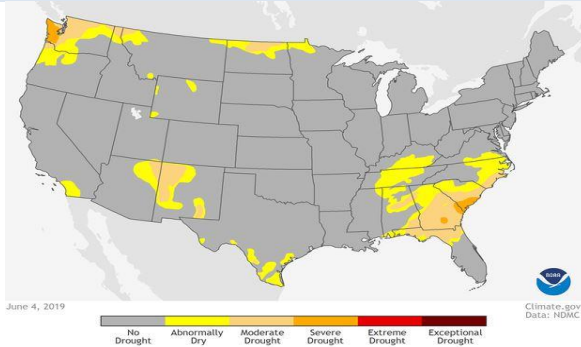 NOAA
June 4, 2019
Climate.gov
Data: NDMC
No Drought
Abnormally Dry
Moderate Drought
Severe Drought
Extreme Drought
Exceptional Drought